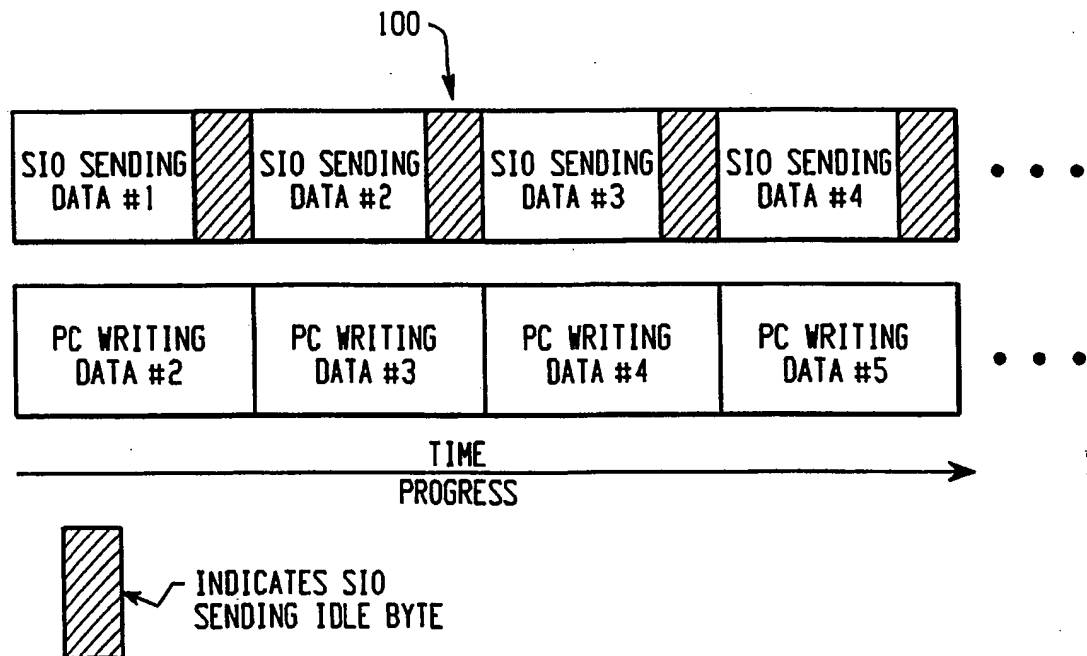 100
SIO SENDING
DATA #1
SIO SENDING
DATA #2
SIO SENDING
DATA #3
SIO SENDING
DATA #4
PC WRITING
DATA #2
PC WRITING
DATA #3
PC WRITING
DATA #4
PC WRITING
DATA #5
TIME
PROGRESS
INDICATES SIO
SENDING IDLE BYTE